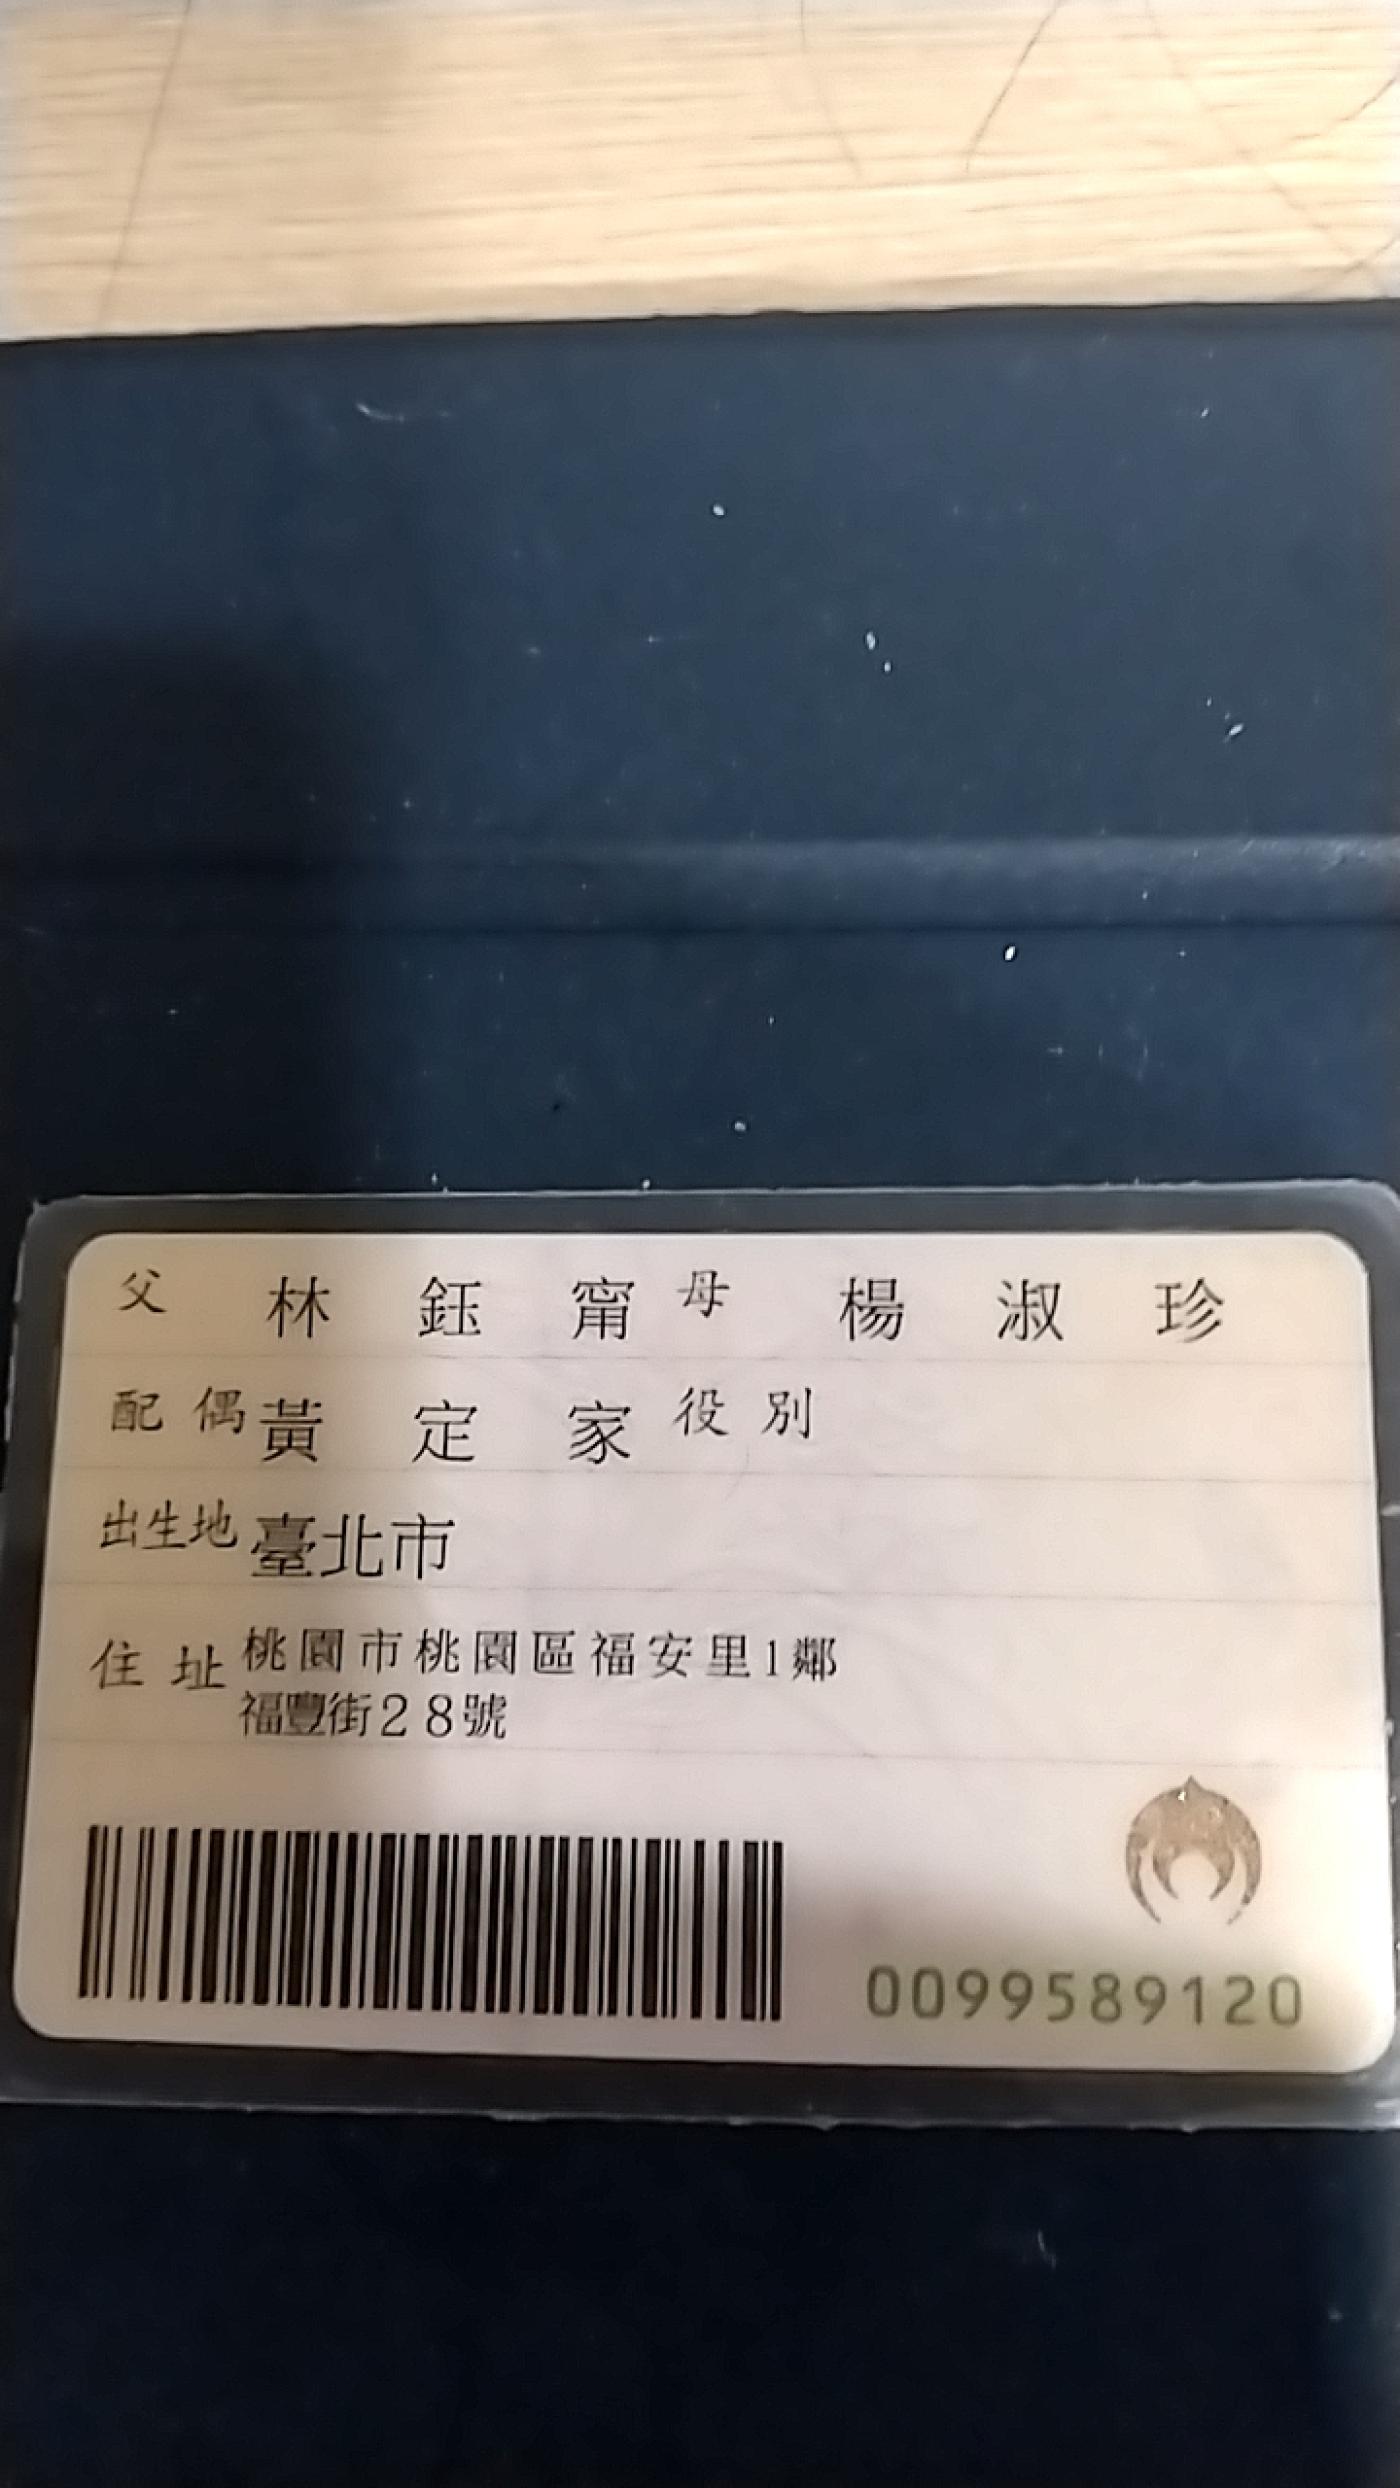 父 林鈺甯 母 楊淑珍
配偶 黃定家 役別
出生地 臺北市
住址 桃園市桃園區福安里1鄰
福豐街28號
0099589120